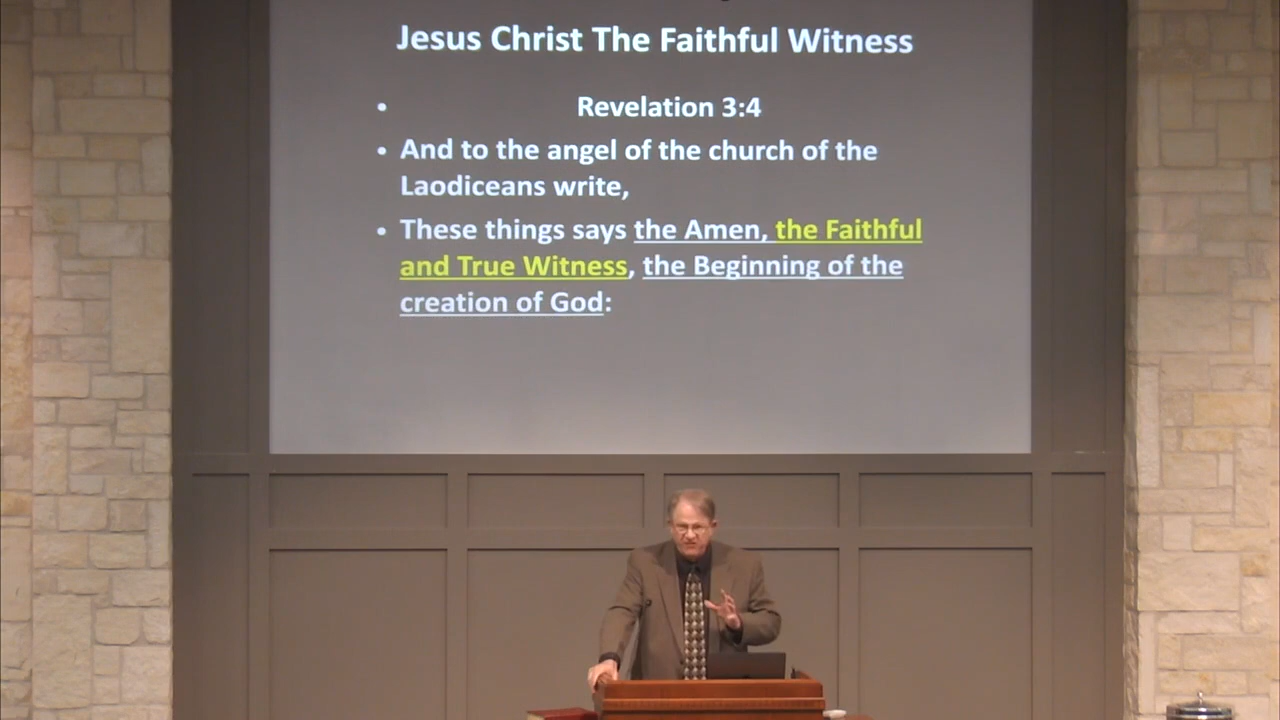 Jesus Christ The Faithful Witness
• Revelation 3:4
• And to the angel of the church of the
Laodiceans write,
• These things says the Amen, the Faithful
and True Witness, the Beginning of the
creation of God: